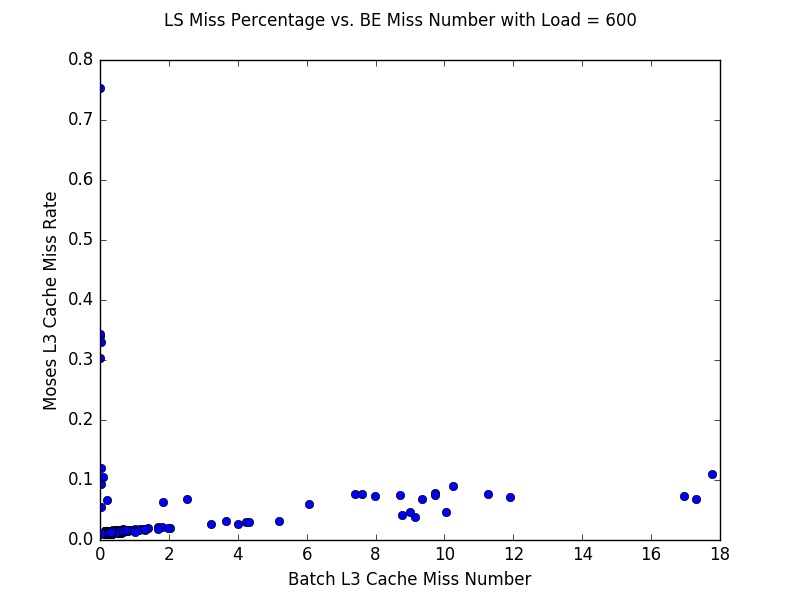 LS Miss Percentage vs. BE Miss Number with Load = 600
0.8
0.7
0.6
0.5
0.4
0.3
0.2
0.1
0.0
Moses L3 Cache Miss Rate
0 2 4 6 8 10 12 14 16 18
Batch L3 Cache Miss Number